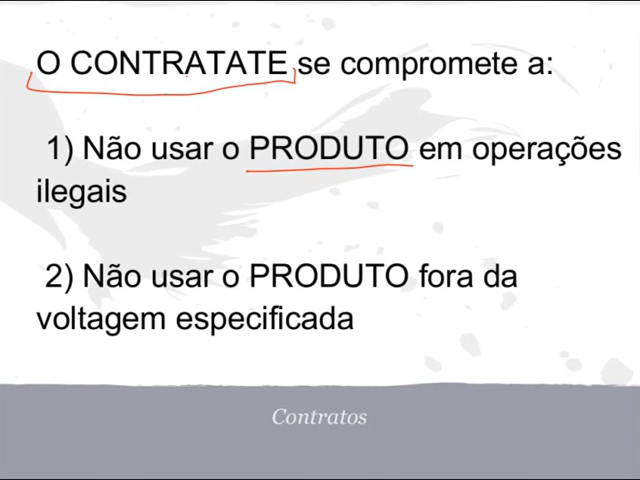 O CONTRATATE se compromete a:
1) Não usar o PRODUTO em operações
ilegais
2) Não usar o PRODUTO fora da
voltagem especificada
Contratos